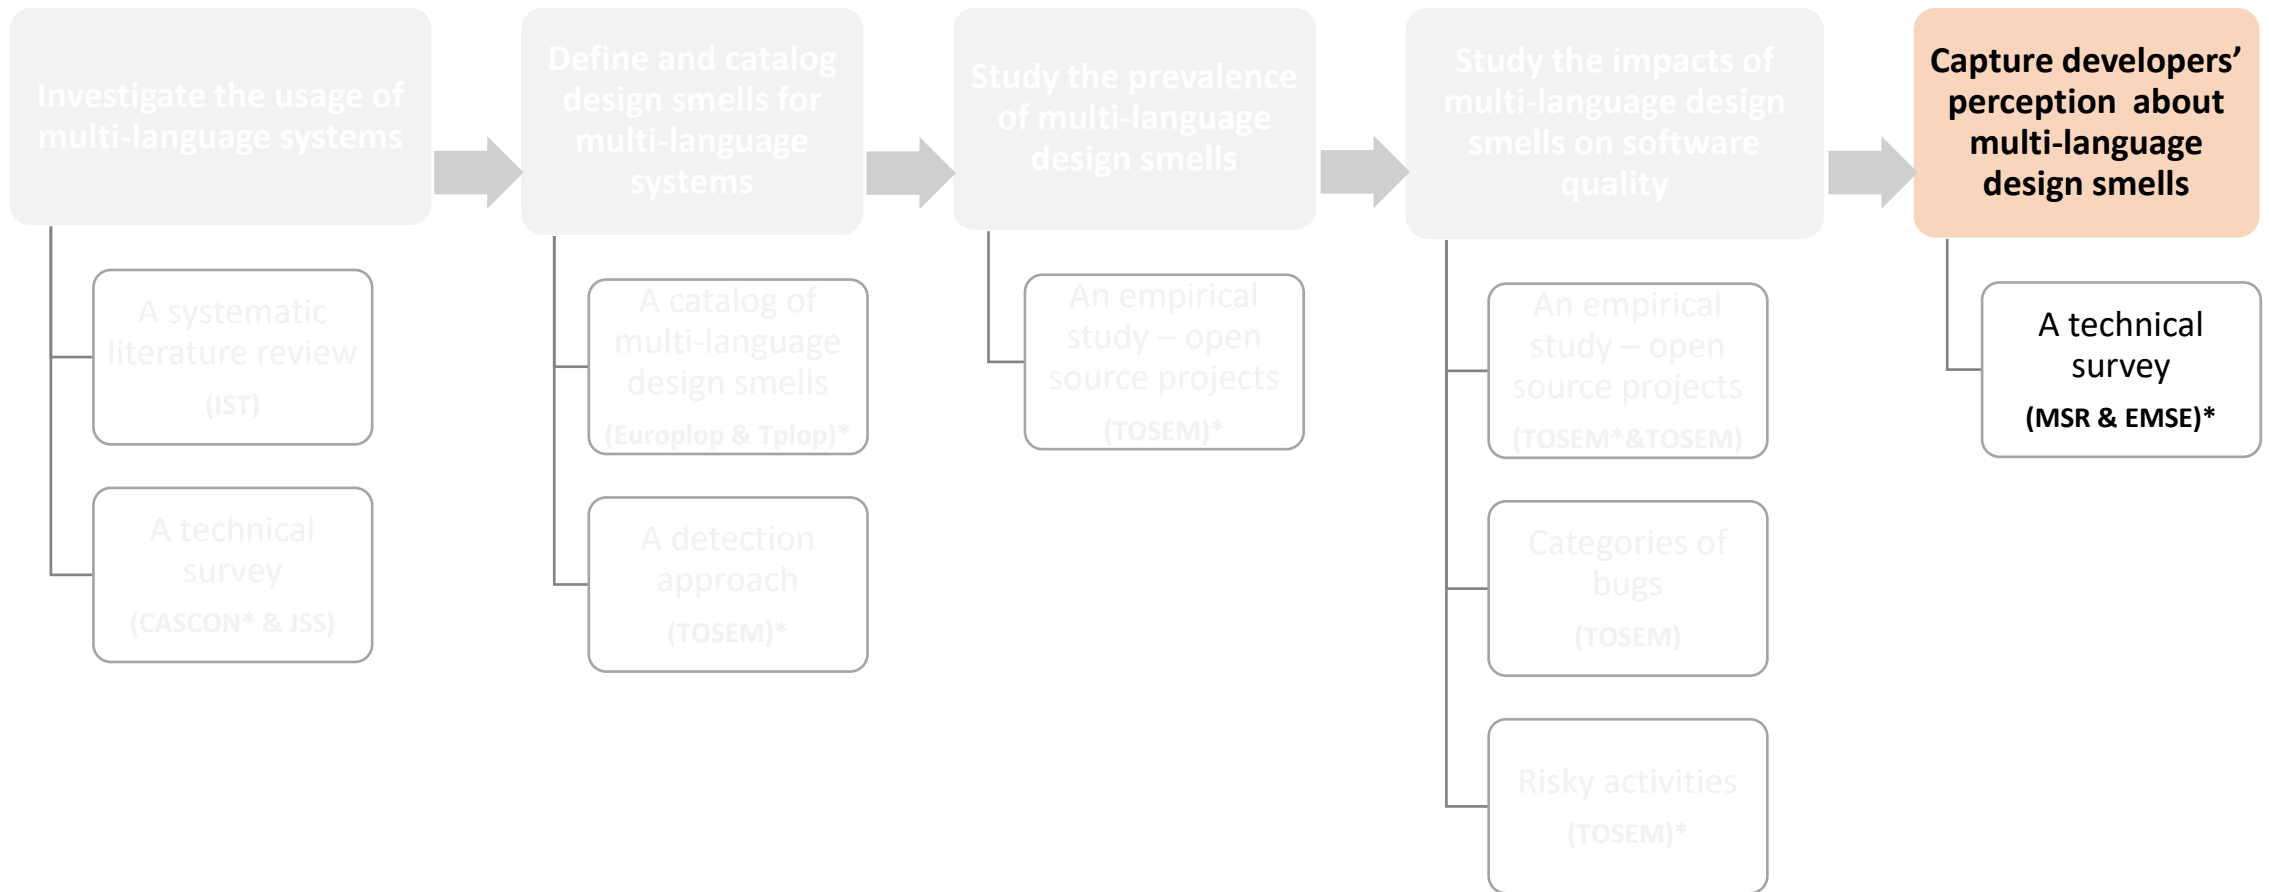 Investigate the usage of
multi-language systems
A systematic
literature review
(IST)
A technical
survey
(CASCON* & JSS)
Define and catalog
design smells for
multi-language
systems
A catalog of
multi-language
design smells
(Europlop & Tplop)*
A detection
approach
(TOSEM)*
Study the prevalence
of multi-language
design smells
An empirical
study – open
source projects
(TOSEM)*
Study the impacts of
multi-language design
smells on software
quality
An empirical
study – open
source projects
(TOSEM*&TOSEM)
Categories of
bugs
(TOSEM)
Risky activities
(TOSEM)*
Capture developers’
perception about
multi-language
design smells
A technical
survey
(MSR & EMSE)*